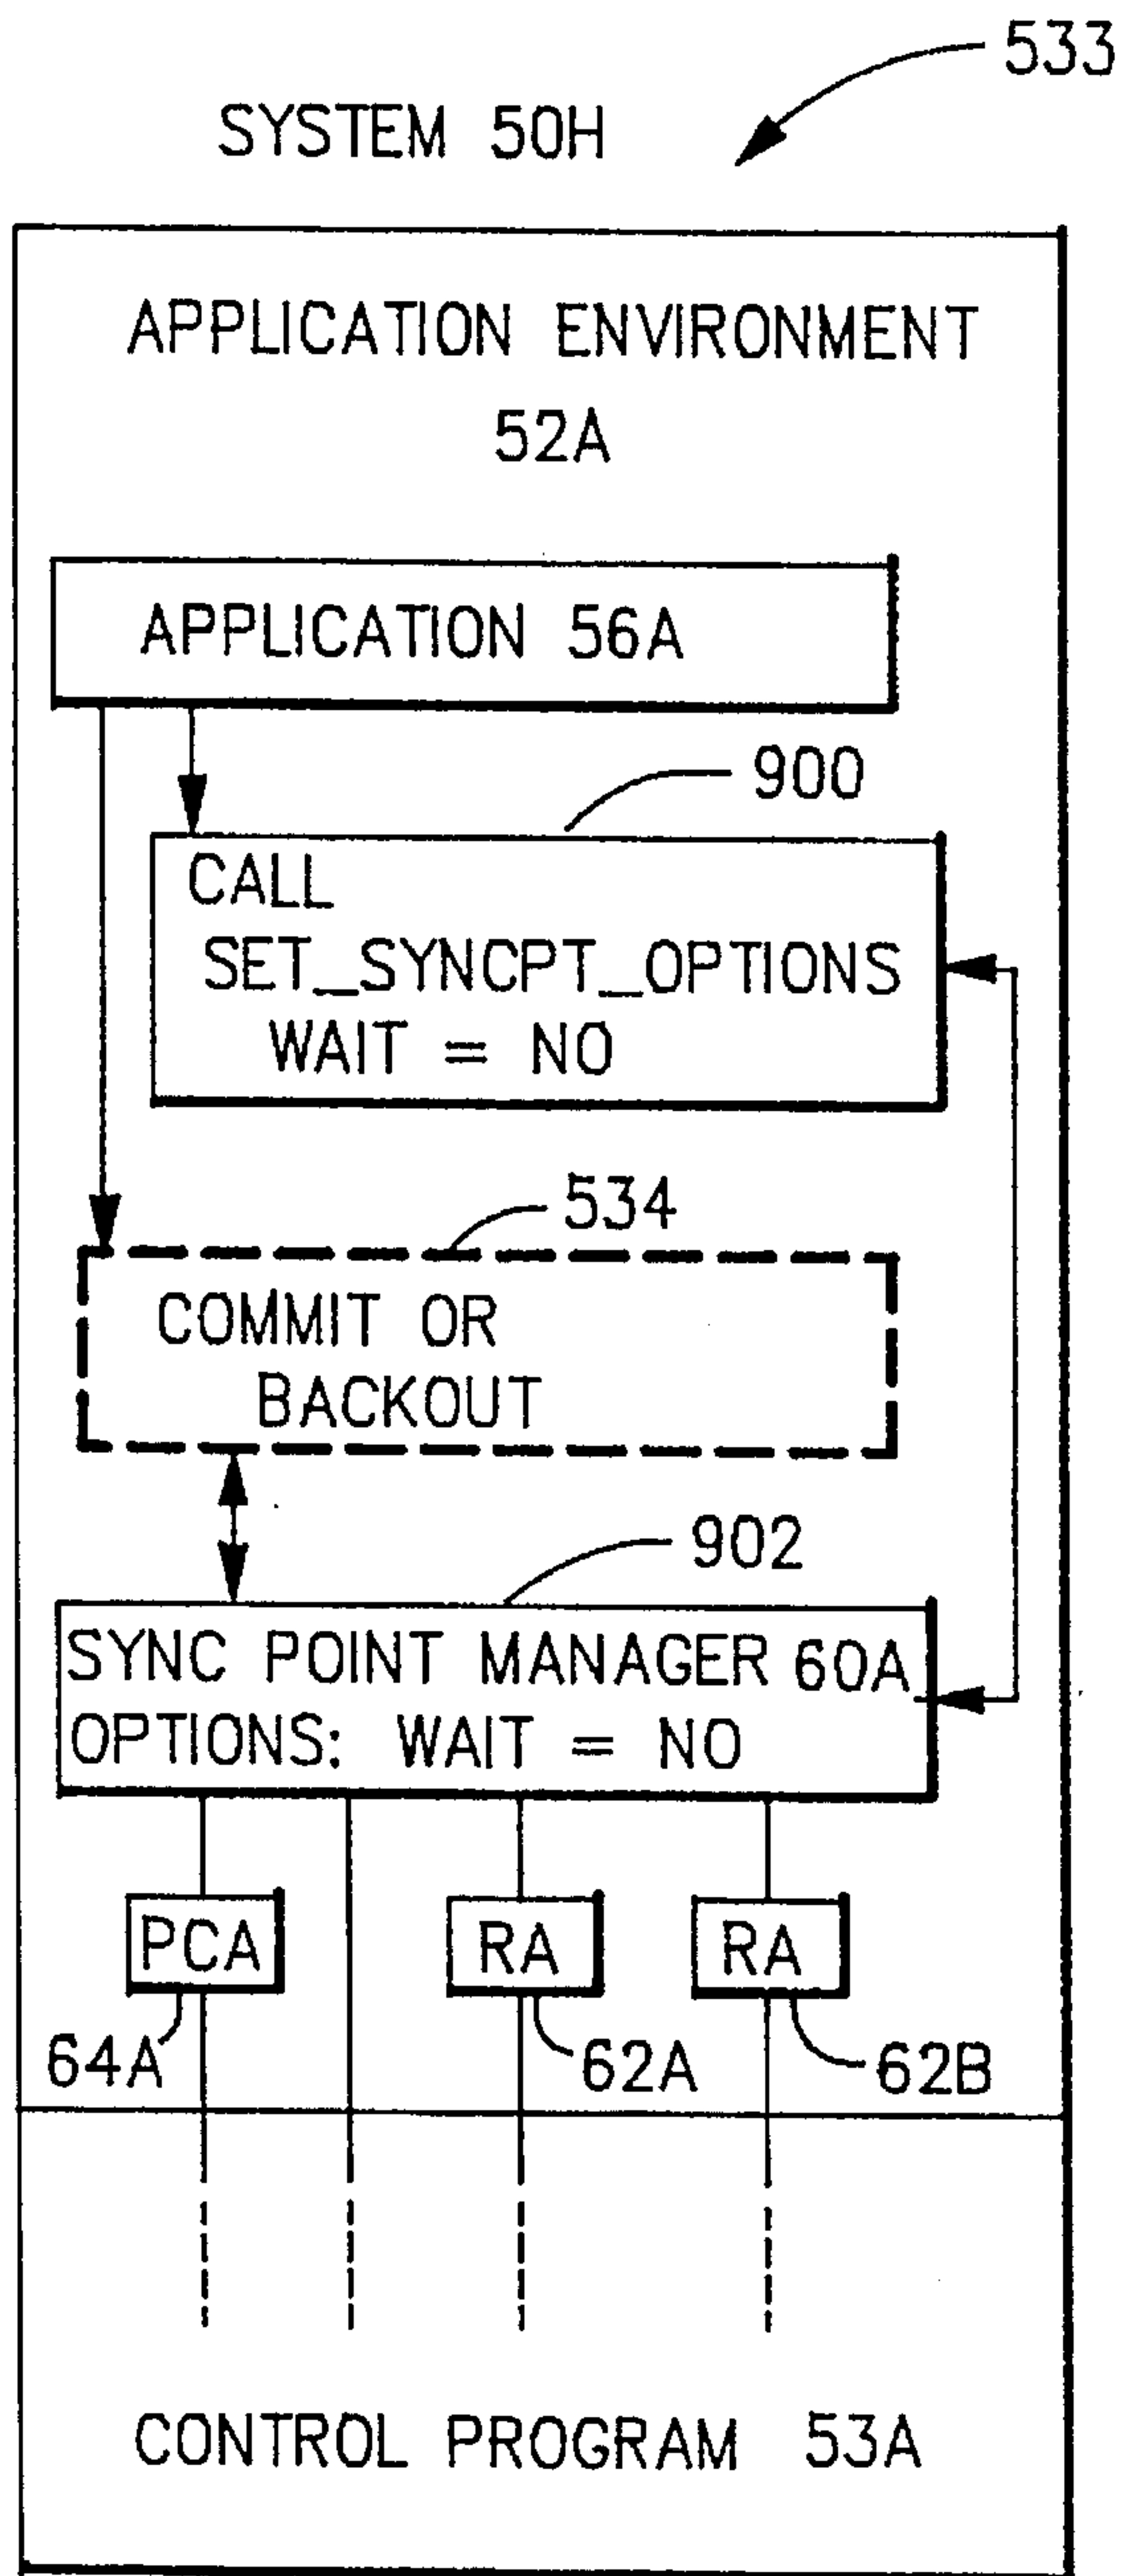 533
SYSTEM 50H
APPLICATION ENVIRONMENT
52A
APPLICATION 56A
900
CALL
SET_SYNCPT_OPTIONS
WAIT = NO
534
COMMIT OR
BACKOUT
902
SYNC POINT MANAGER 60A
OPTIONS: WAIT = NO
PCA
RA
RA
64A
62A
62B
CONTROL PROGRAM 53A